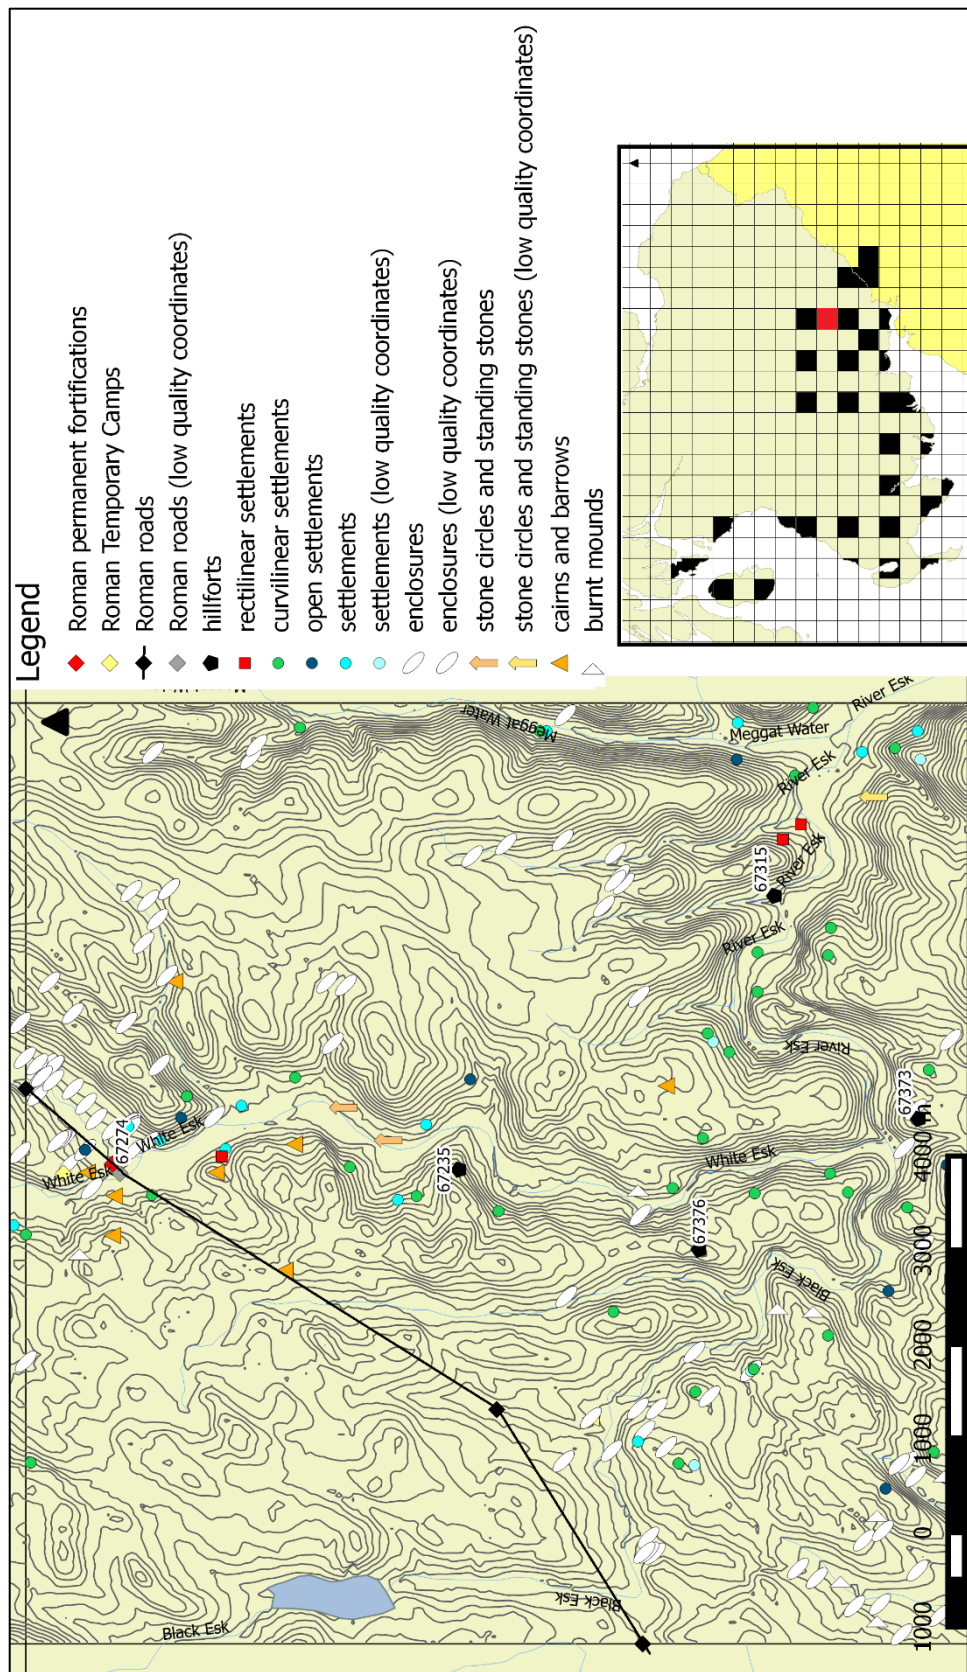 Legend
Roman permanent fortifications
Roman Temporary Camps
Roman roads
Roman roads (low quality coordinates)
hillforts
rectilinear settlements
curvilinear settlements
open settlements
settlements
settlements (low quality coordinates)
enclosures
enclosures (low quality coordinates)
stone circles and standing stones
stone circles and standing stones (low quality coordinates)
cairns and barrows
burnt mounds
Meggat Water
Meggat Water
River Esk
River Esk
River Esk
River Esk
River Esk
67315
67274
White Esk
White Esk
67235
White Esk
67376
67373
Black Esk
Black Esk
Black Esk
1000 0 1000 2000 3000 4000 m